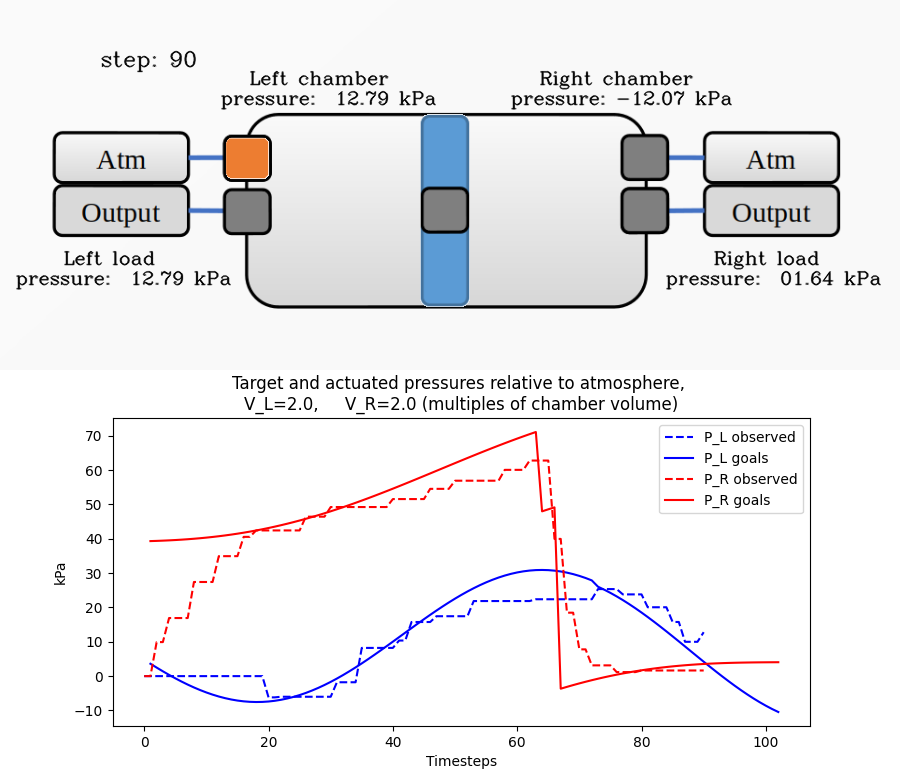 step: 90
Left chamber
pressure:  12.79 kPa
Right chamber
pressure: −12.07 kPa
Atm
Output
Atm
Output
Left load
pressure:  12.79 kPa
Right load
pressure:  01.64 kPa
Target and actuated pressures relative to atmosphere,
V_L=2.0,     V_R=2.0 (multiples of chamber volume)
P_L observed
P_L goals
P_R observed
P_R goals
kPa
70
60
50
40
30
20
10
0
−10
0 20 40 60 80 100
Timesteps